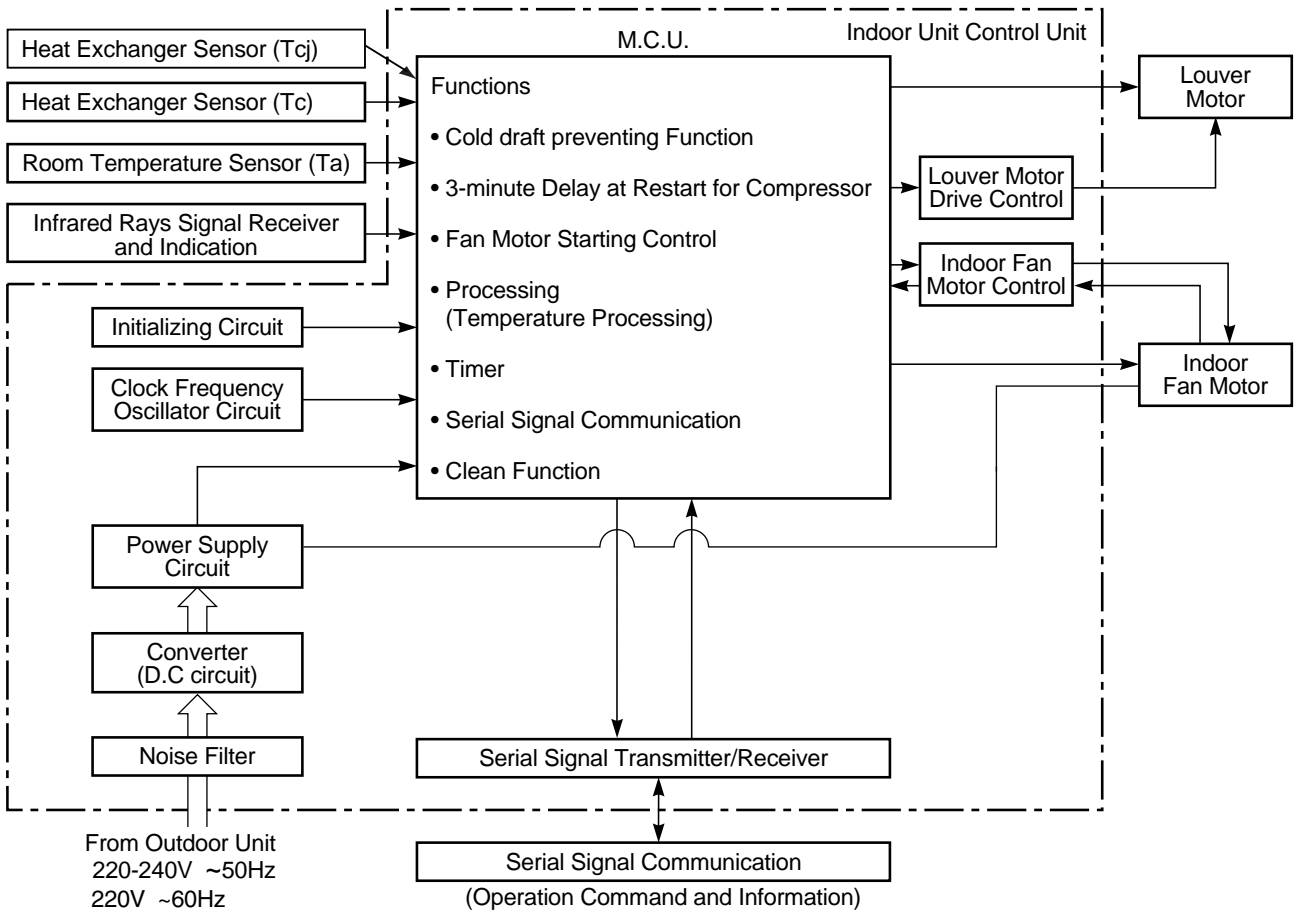 Indoor Unit Control Unit
M.C.U.
Heat Exchanger Sensor (Tcj)
Heat Exchanger Sensor (Tc)
Room Temperature Sensor (Ta)
Infrared Rays Signal Receiver
and Indication
Initializing Circuit
Clock Frequency
Oscillator Circuit
Power Supply
Circuit
Converter
(D.C circuit)
Noise Filter
From Outdoor Unit
220-240V ~50Hz
220V ~60Hz
Functions
• Cold draft preventing Function
• 3-minute Delay at Restart for Compressor
• Fan Motor Starting Control
• Processing
(Temperature Processing)
• Timer
• Serial Signal Communication
• Clean Function
Louver
Motor
Louver Motor
Drive Control
Indoor Fan
Motor Control
Indoor
Fan Motor
Serial Signal Transmitter/Receiver
Serial Signal Communication
(Operation Command and Information)